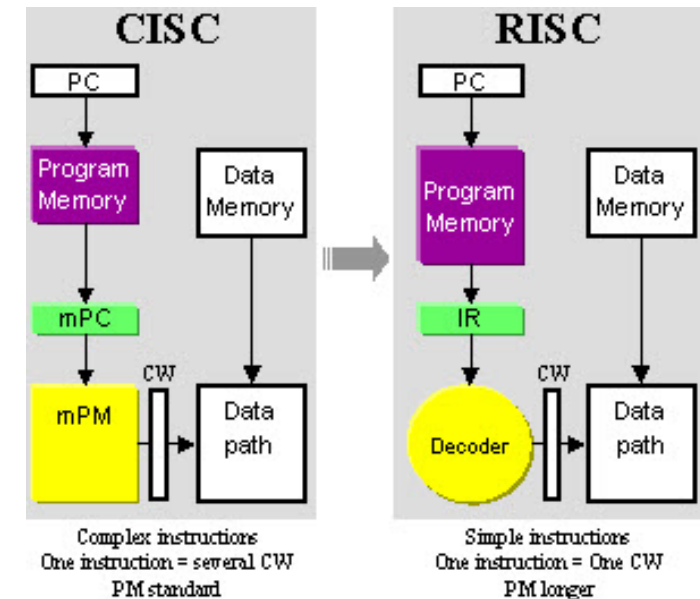 CISC
PC
Program
Memory
Data
Memory
mPC
mPM
CW
Data
path
Complex instructions
One instruction = several CW
PM standard
RISC
PC
Program
Memory
Data
Memory
IR
Decoder
CW
Data
path
Simple instructions
One instruction = One CW
PM longer